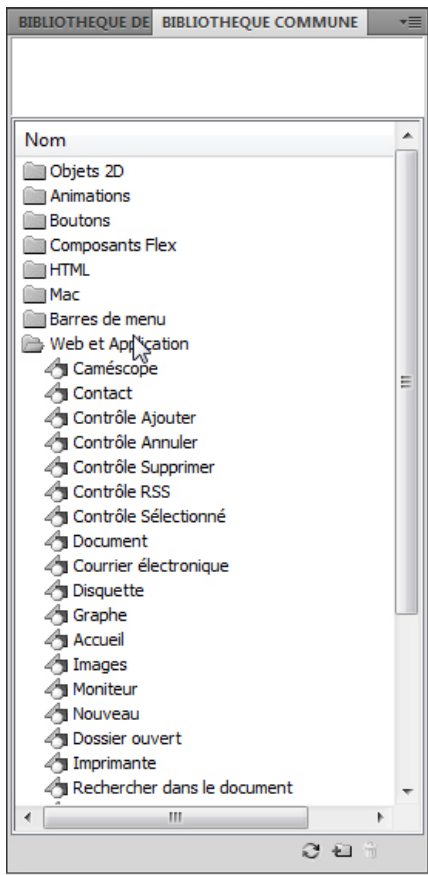 BIBLIOTHEQUE DE BIBLIOTHEQUE COMMUNE
Nom
Objets 2D
Animations
Boutons
Composants Flex
HTML
Mac
Barres de menu
Web et Application
Caméscope
Contact
Contrôle Ajouter
Contrôle Annuler
Contrôle Supprimer
Contrôle RSS
Contrôle Sélectionné
Document
Courrier électronique
Disquette
Graphe
Accueil
Images
Moniteur
Nouveau
Dossier ouvert
Imprimante
Rechercher dans le document